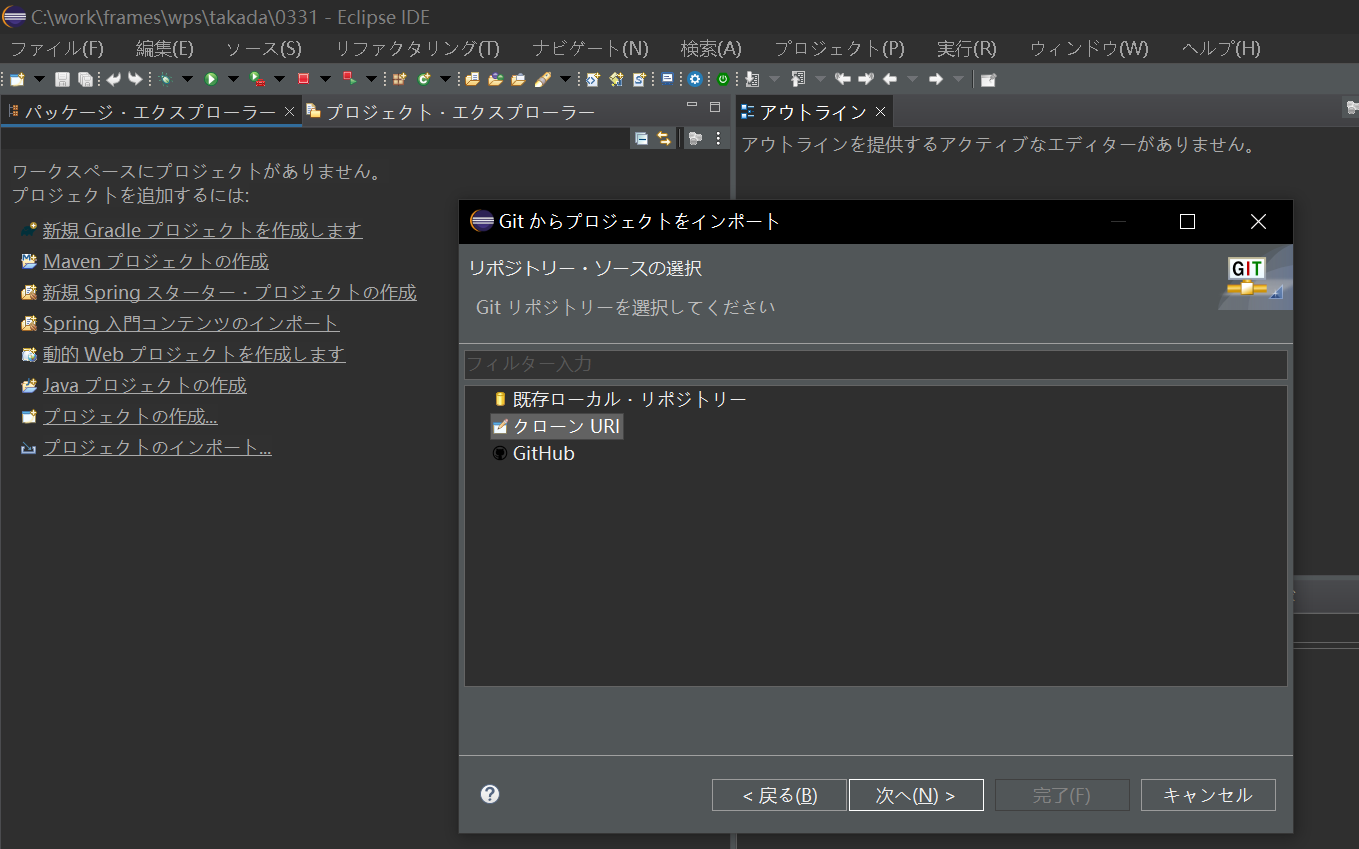 C:\work\frames\wps\takada\0331 - Eclipse IDE
ファイル(F) 編集(E) ソース(S) リファクタリング(T) ナビゲート(N) 検索(A) プロジェクト(P) 実行(R) ウィンドウ(W) ヘルプ(H)
パッケージ・エクスプローラー プロジェクト・エクスプローラー
アウトライン
アウトラインを提供するアクティブなエディターがありません。
ワークスペースにプロジェクトがありません。
プロジェクトを追加するには:
新規 Gradle プロジェクトを作成します
Maven プロジェクトの作成
新規 Spring スターター・プロジェクトの作成
Spring 入門コンテンツのインポート
動的 Web プロジェクトを作成します
Java プロジェクトの作成
プロジェクトの作成...
プロジェクトのインポート...
Git からプロジェクトをインポート
リポジトリー・ソースの選択
Git リポジトリーを選択してください
GIT
フィルター入力
既存ローカル・リポジトリー
クローン URI
GitHub
< 戻る(B) 次へ(N) > 完了(F) キャンセル